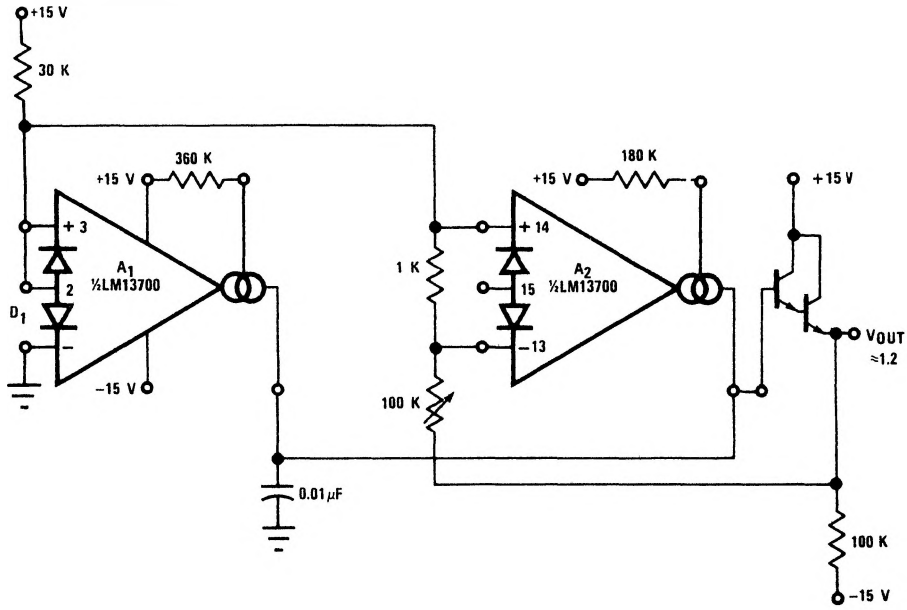 +15 V
30 K
360 K
+15 V
+ 3
A1
½LM13700
2
D1
-
-15 V
0.01 μF
1 K
100 K
180 K
+15 V
+ 14
A2
½LM13700
15
-13
+15 V
VOUT
≈1.2
100 K
-15 V